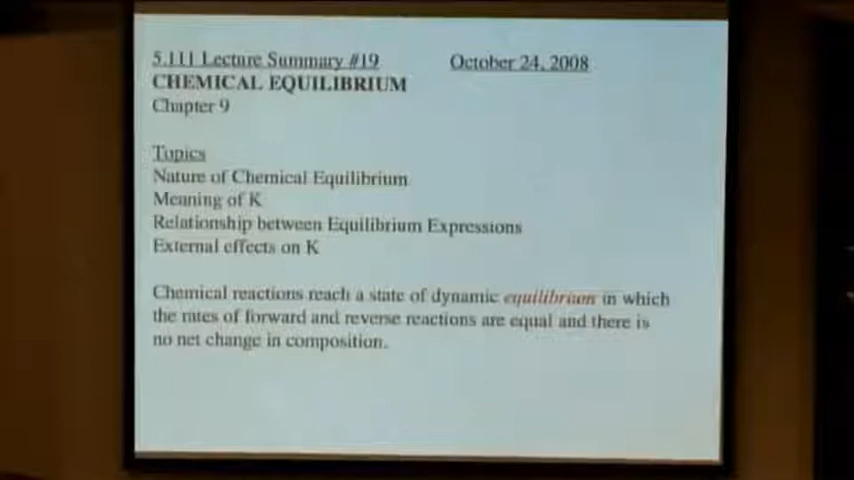 5.111 Lecture Summary #19 October 24, 2008
CHEMICAL EQUILIBRIUM
Chapter 9
Topics
Nature of Chemical Equilibrium
Meaning of K
Relationship between Equilibrium Expressions
External effects on K
Chemical reactions reach a state of dynamic equilibrium in which
the rates of forward and reverse reactions are equal and there is
no net change in composition.